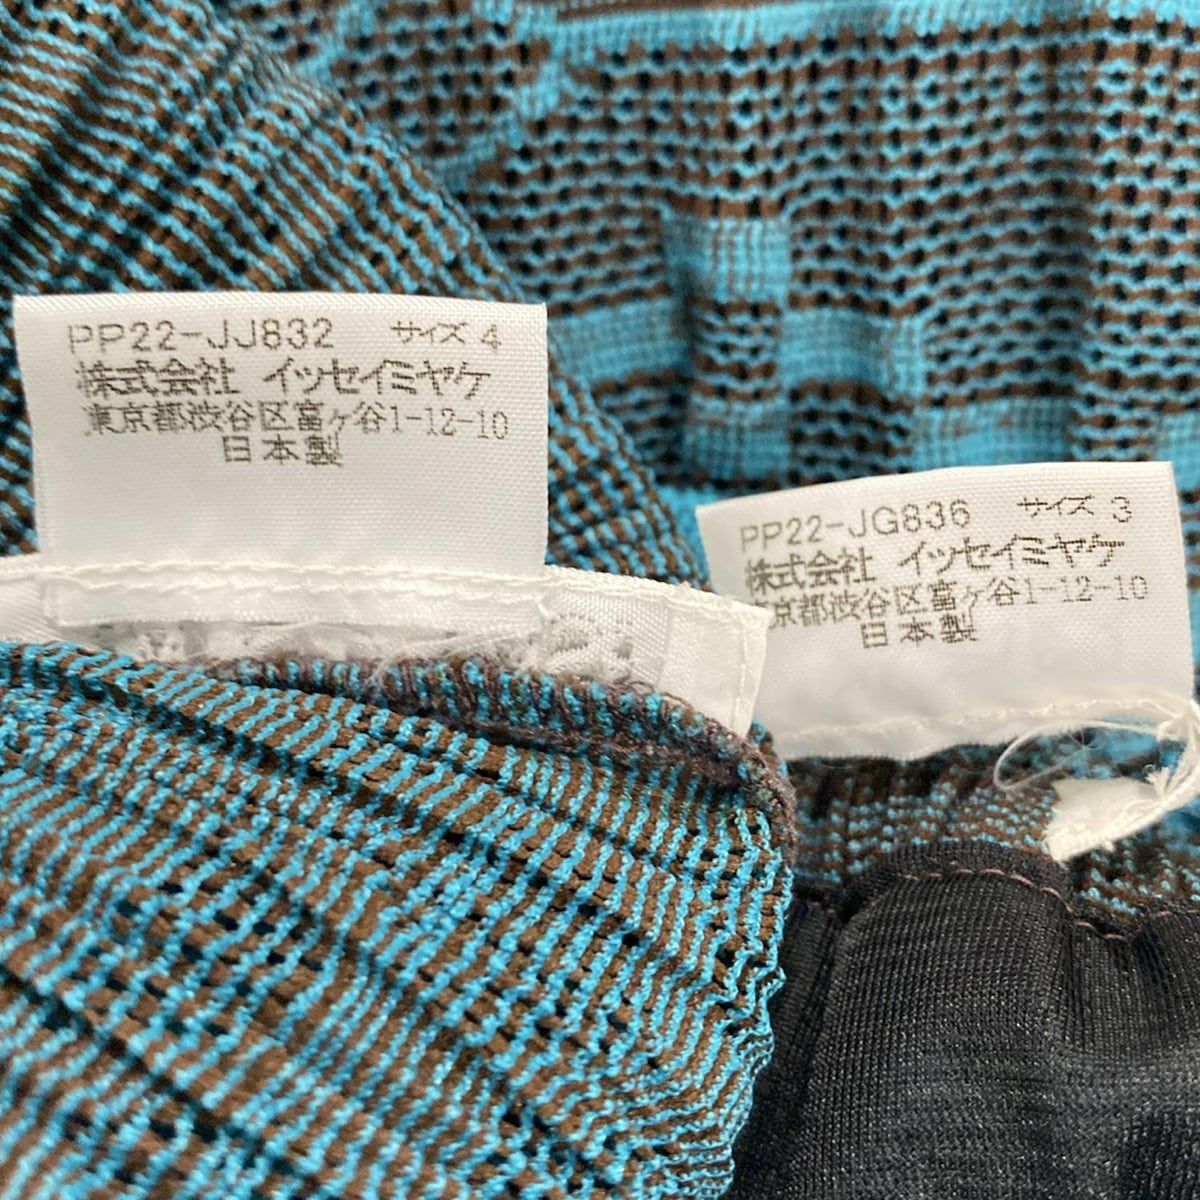 PP22-JJ832 サイズ 4
株式会社 イッセイミヤケ
東京都渋谷区富ヶ谷1-12-10
日本製
PP22-JG836 サイズ 3
株式会社 イッセイミヤケ
東京都渋谷区富ヶ谷1-12-10
日本製